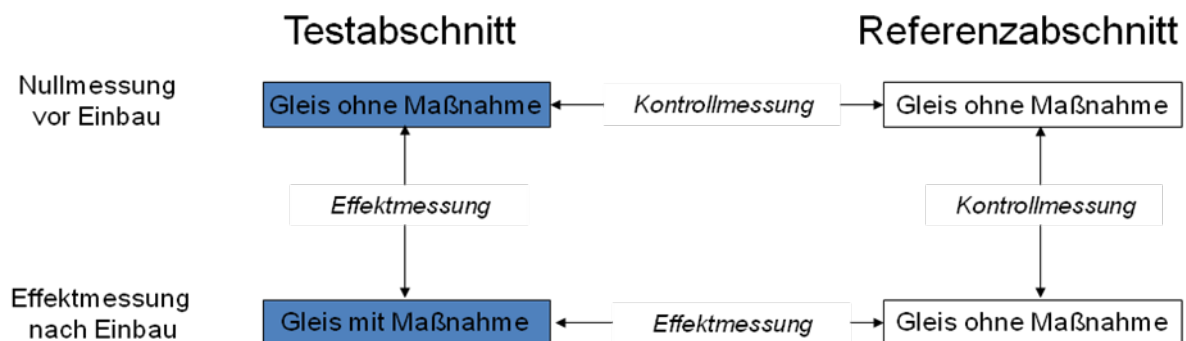 Testabschnitt
Referenzabschnitt
Nullmessung
vor Einbau
Gleis ohne Maßnahme
Kontrollmessung
Gleis ohne Maßnahme
Effektmessung
Kontrollmessung
Effektmessung
nach Einbau
Gleis mit Maßnahme
Effektmessung
Gleis ohne Maßnahme